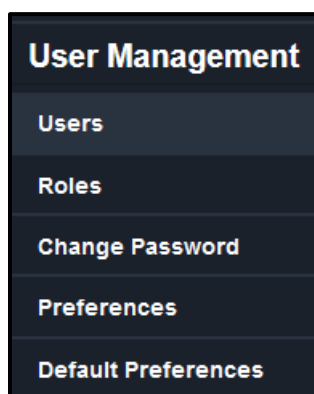 User Management
Users
Roles
Change Password
Preferences
Default Preferences